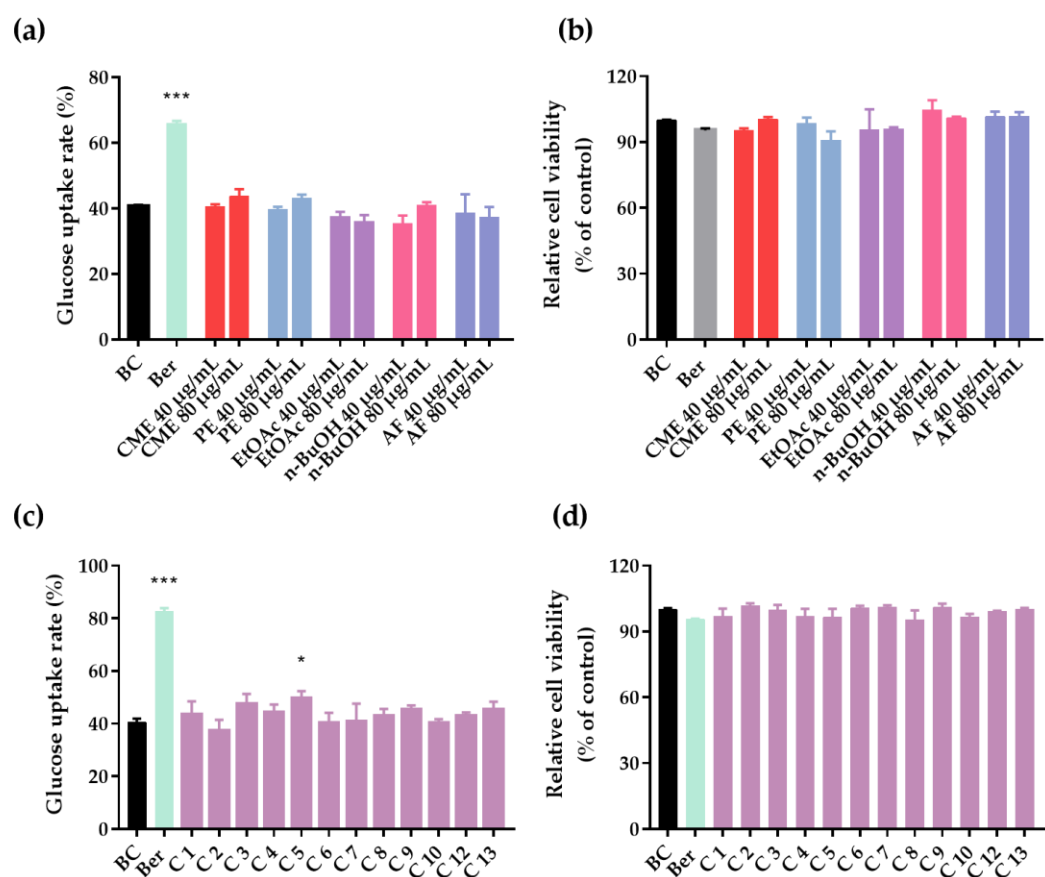 (a)
Glucose uptake rate (%)
80
60
40
20
0
***
BC
Ber
CME 40 μg/mL
CME 80 μg/mL
PE 40 μg/mL
PE 80 μg/mL
EtOAc 40 μg/mL
EtOAc 80 μg/mL
n-BuOH 40 μg/mL
n-BuOH 80 μg/mL
AF 40 μg/mL
AF 80 μg/mL
(b)
Relative cell viability
(% of control)
120
90
60
30
0
BC
Ber
CME 40 μg/mL
CME 80 μg/mL
PE 40 μg/mL
PE 80 μg/mL
EtOAc 40 μg/mL
EtOAc 80 μg/mL
n-BuOH 40 μg/mL
n-BuOH 80 μg/mL
AF 40 μg/mL
AF 80 μg/mL
(c)
Glucose uptake rate (%)
100
80
60
40
20
0
***
*
BC
Ber
C 1
C 2
C 3
C 4
C 5
C 6
C 7
C 8
C 9
C 10
C 12
C 13
(d)
Relative cell viability
(% of control)
120
90
60
30
0
BC
Ber
C 1
C 2
C 3
C 4
C 5
C 6
C 7
C 8
C 9
C 10
C 12
C 13